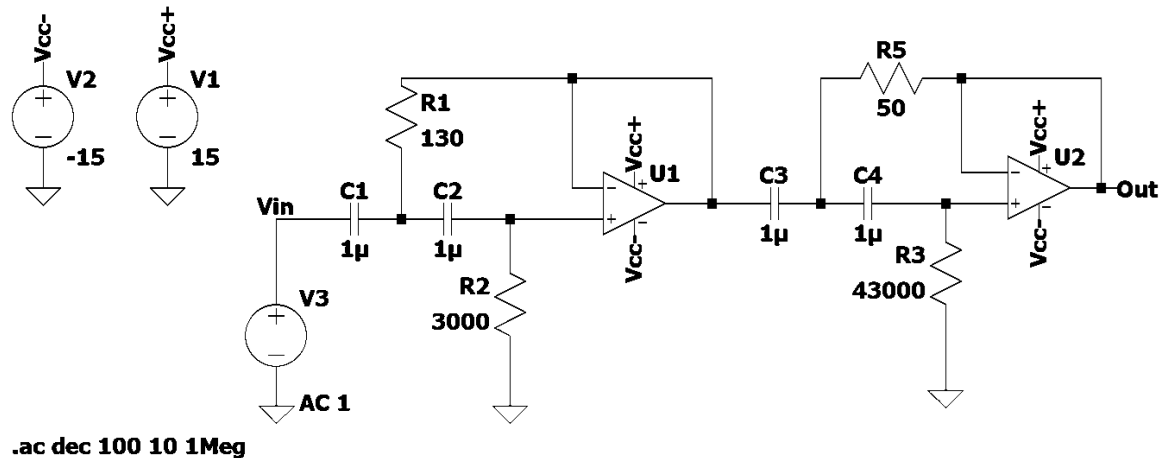 Vcc-
Vcc+
V2
V1
-15
15
R1
130
Vcc+
U1
Vcc-
R5
50
Vcc+
U2
Vcc-
Out
Vin
C1
1µ
C2
1µ
C3
1µ
C4
1µ
R2
3000
R3
43000
V3
AC 1
.ac dec 100 10 1Meg